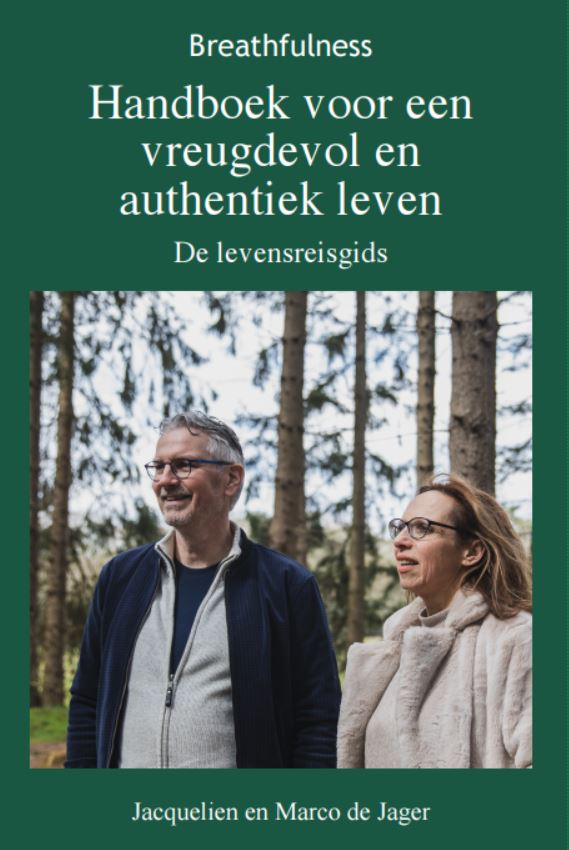 Breathfulness
Handboek voor een
vreugdevol en
authentiek leven
De levensreisgids
Jacquelien en Marco de Jager